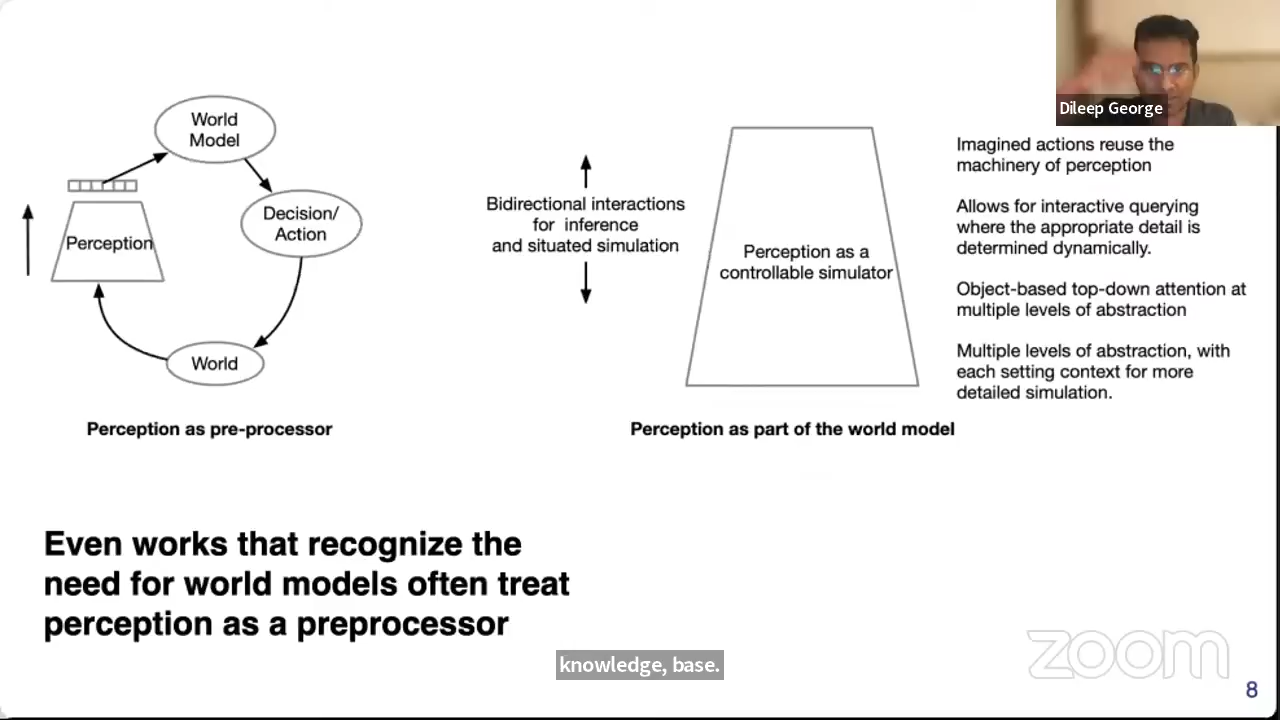 Dileep George
World
Model
Decision/
Action
Perception
World
Perception as pre-processor
Bidirectional interactions
for inference
and situated simulation
Perception as a
controllable simulator
Perception as part of the world model
Imagined actions reuse the
machinery of perception
Allows for interactive querying
where the appropriate detail is
determined dynamically.
Object-based top-down attention at
multiple levels of abstraction
Multiple levels of abstraction, with
each setting context for more
detailed simulation.
Even works that recognize the
need for world models often treat
perception as a preprocessor
knowledge, base.
zoom
8